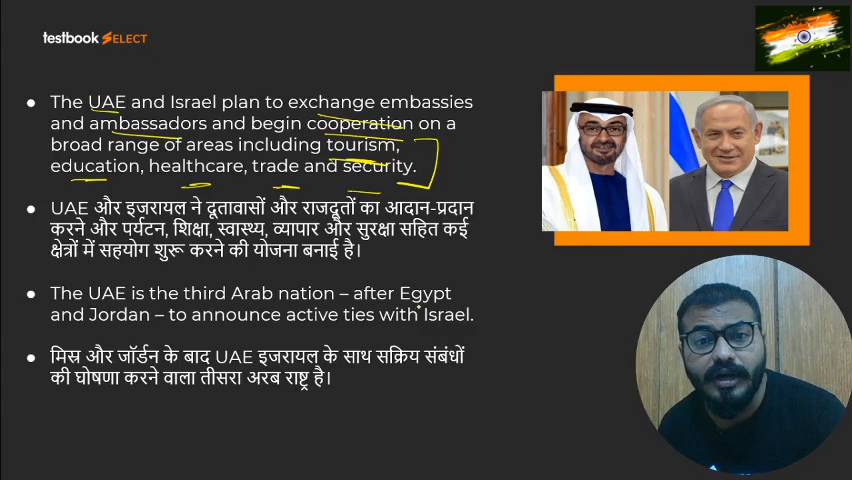 testbook SELECT
The UAE and Israel plan to exchange embassies
and ambassadors and begin cooperation on a
broad range of areas including tourism,
education, healthcare, trade and security.
UAE और इजरायल ने दूतावासों और राजदूतों का आदान-प्रदान
करने और पर्यटन, शिक्षा, स्वास्थ्य, व्यापार और सुरक्षा सहित कई
क्षेत्रों में सहयोग शुरू करने की योजना बनाई है।
The UAE is the third Arab nation – after Egypt
and Jordan – to announce active ties with Israel.
मिस्र और जॉर्डन के बाद UAE इजरायल के साथ सक्रिय संबंधों
की घोषणा करने वाला तीसरा अरब राष्ट्र है।